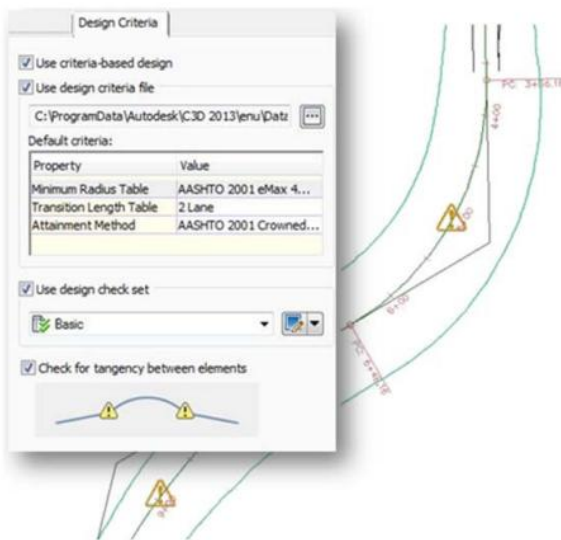 Design Criteria
Use criteria-based design
Use design criteria file
C:\ProgramData\Autodesk\C3D 2013\enu\Data
...
Default criteria:
Property Value
Minimum Radius Table AASHTO 2001 eMax 4...
Transition Length Table 2 Lane
Attainment Method AASHTO 2001 Crowned...
Use design check set
Basic
Check for tangency between elements
4+00
6+00